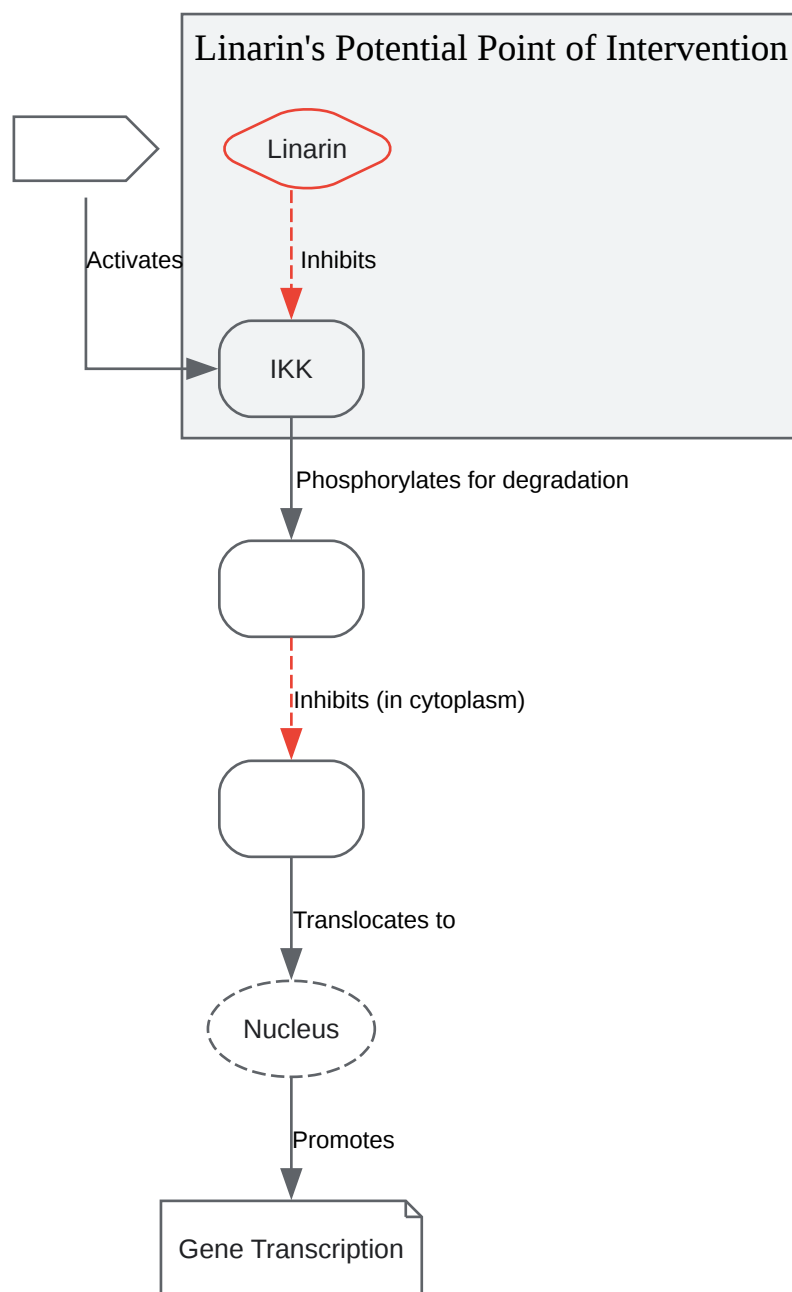 Linarin's Potential Point of Intervention
Linarin
Activates
Inhibits
IKK
Phosphorylates for degradation
Inhibits (in cytoplasm)
Translocates to
Nucleus
Promotes
Gene Transcription